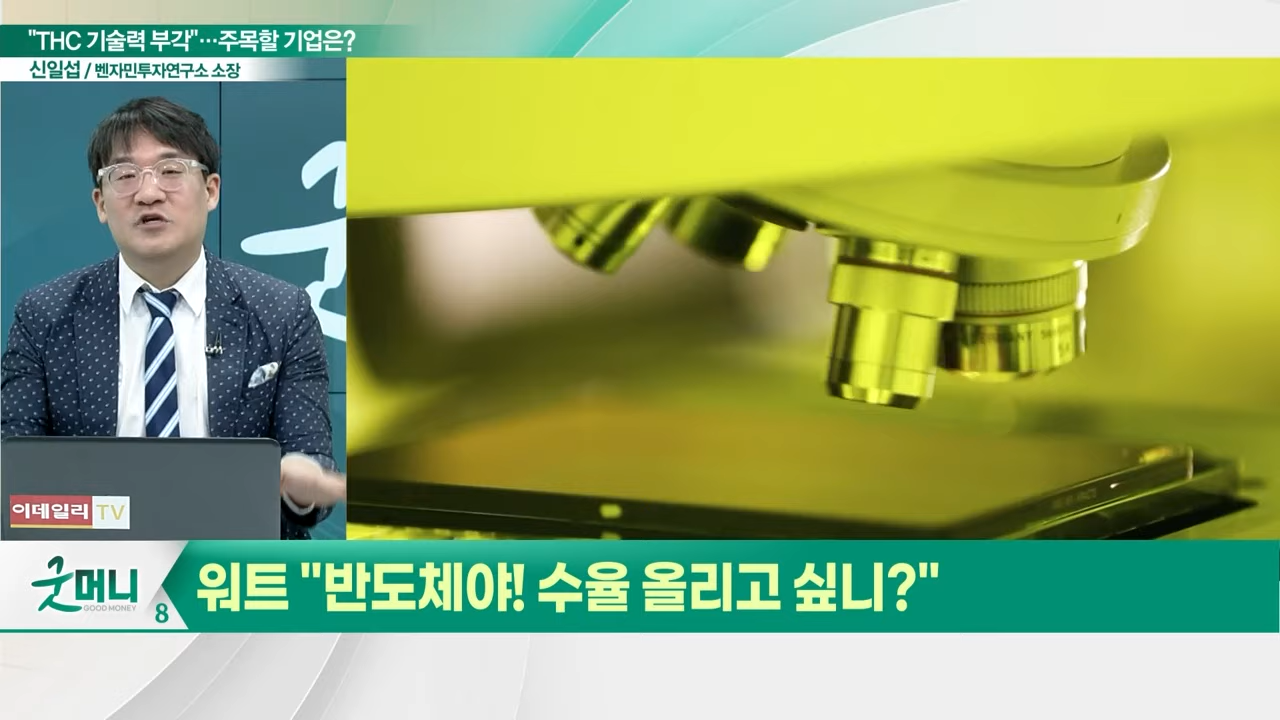 "THC 기술력 부각"…주목할 기업은?
신일섭 / 벤자민투자연구소 소장
이데일리 TV
굿머니
GOOD MONEY
8
워트 "반도체야! 수율 올리고 싶니?"